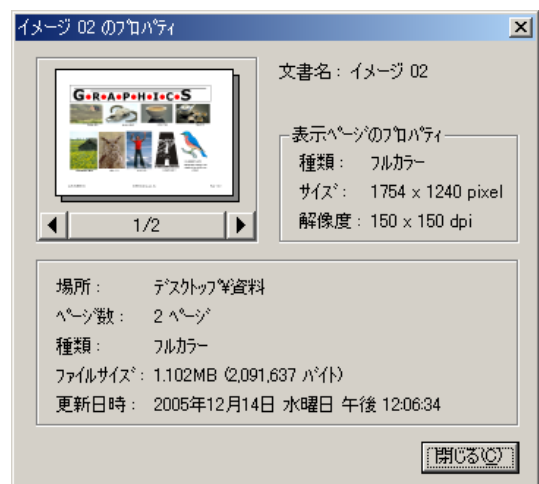 イメージ 02 のﾌﾟﾛﾊﾟﾃｨ
G•R•A•P•H•I•C•S
1/2
文書名： イメージ 02
表示ﾍﾟｰｼﾞのﾌﾟﾛﾊﾟﾃｨ
種類： ﾌﾙｶﾗｰ
ｻｲｽﾞ： 1754 x 1240 pixel
解像度： 150 x 150 dpi
場所： ﾃﾞｽｸﾄｯﾌﾟ¥資料
ﾍﾟｰｼﾞ数： 2 ﾍﾟｰｼﾞ
種類： ﾌﾙｶﾗｰ
ﾌｧｲﾙｻｲｽﾞ： 1.102MB (2,091,637 ﾊﾞｲﾄ)
更新日時： 2005年12月14日 水曜日 午後 12:06:34
閉じる(C)